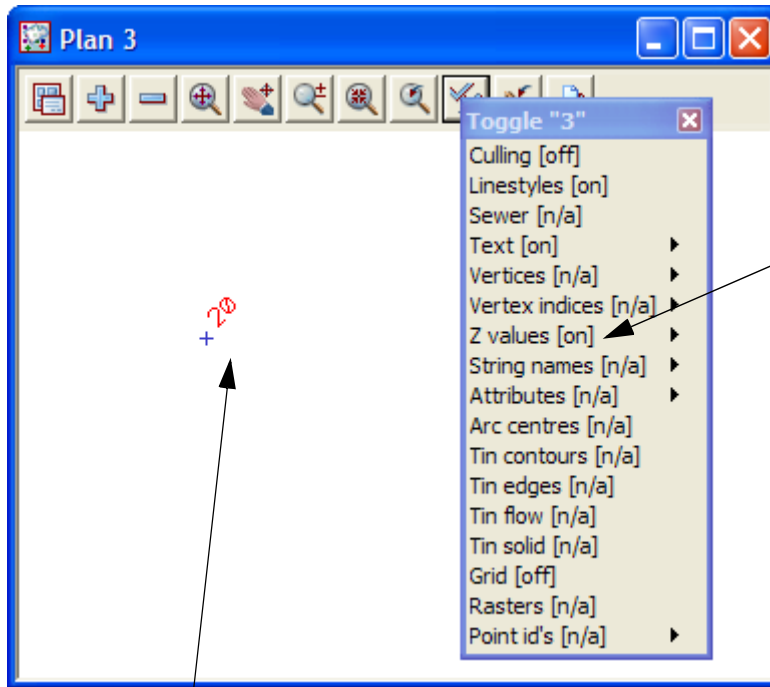 Plan 3
Toggle "3"
Culling [off]
Linestyles [on]
Sewer [n/a]
Text [on]
Vertices [n/a]
Vertex indices [n/a]
Z values [on]
String names [n/a]
Attributes [n/a]
Arc centres [n/a]
Tin contours [n/a]
Tin edges [n/a]
Tin flow [n/a]
Tin solid [n/a]
Grid [off]
Rasters [n/a]
Point id's [n/a]
20